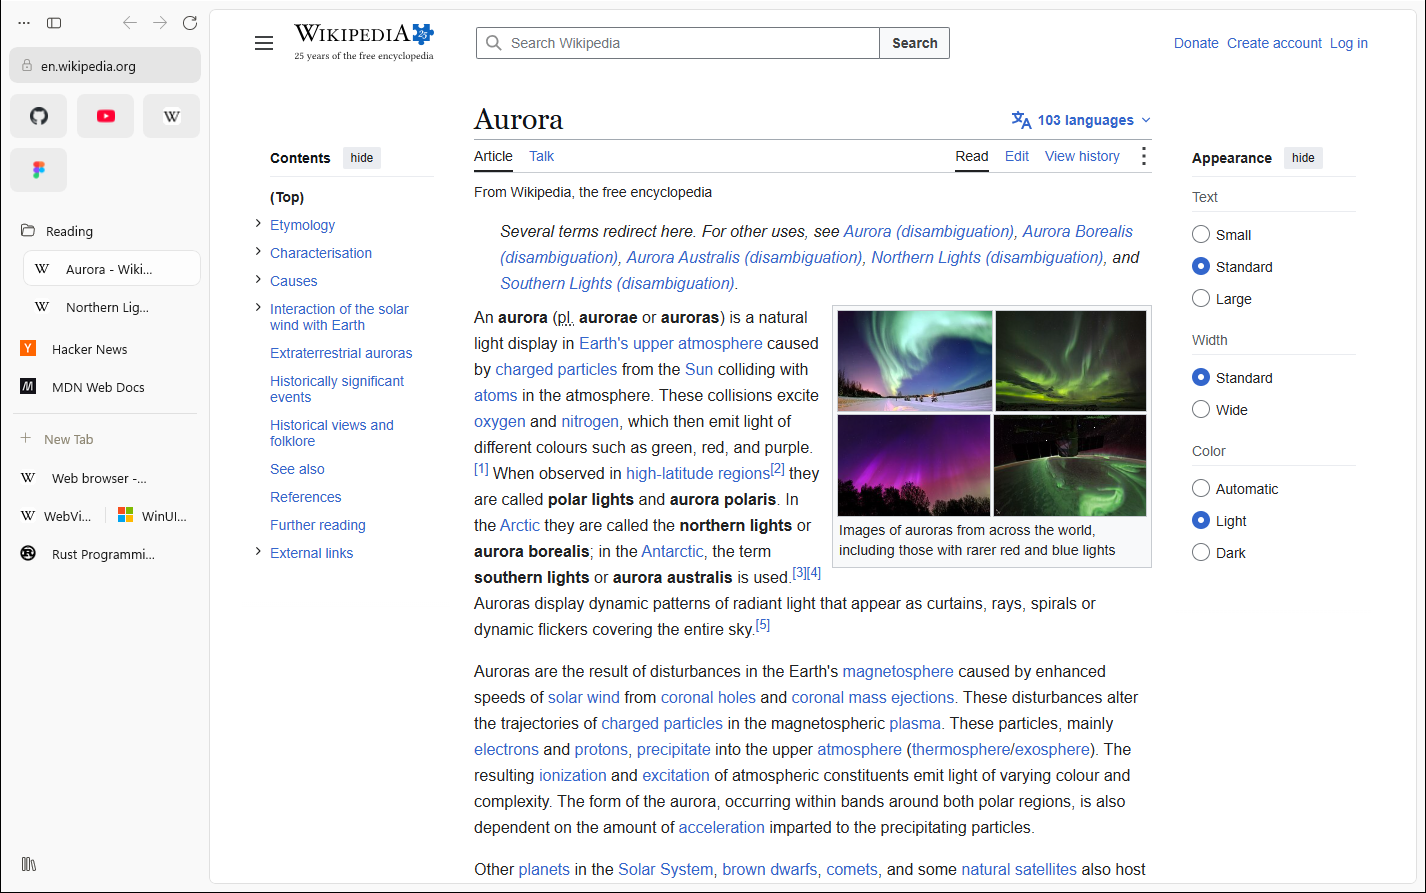 en.wikipedia.org
Reading
Aurora - Wiki...
Northern Lig...
Hacker News
MDN Web Docs
New Tab
Web browser -...
WebVi...
WinUI...
Rust Programmi...
WIKIPEDIA 25
25 years of the free encyclopedia
Search Wikipedia
Search
Donate Create account Log in
Contents hide
(Top)
Etymology
Characterisation
Causes
Interaction of the solar
wind with Earth
Extraterrestrial auroras
Historically significant
events
Historical views and
folklore
See also
References
Further reading
External links
Aurora
103 languages
Article Talk
Read Edit View history
From Wikipedia, the free encyclopedia
Several terms redirect here. For other uses, see Aurora (disambiguation), Aurora Borealis
(disambiguation), Aurora Australis (disambiguation), Northern Lights (disambiguation), and
Southern Lights (disambiguation).
An aurora (pl. aurorae or auroras) is a natural
light display in Earth's upper atmosphere caused
by charged particles from the Sun colliding with
atoms in the atmosphere. These collisions excite
oxygen and nitrogen, which then emit light of
different colours such as green, red, and purple.
[1] When observed in high-latitude regions[2] they
are called polar lights and aurora polaris. In
the Arctic they are called the northern lights or
aurora borealis; in the Antarctic, the term
southern lights or aurora australis is used.[3][4]
Auroras display dynamic patterns of radiant light that appear as curtains, rays, spirals or
dynamic flickers covering the entire sky.[5]
Images of auroras from across the world,
including those with rarer red and blue lights
Auroras are the result of disturbances in the Earth's magnetosphere caused by enhanced
speeds of solar wind from coronal holes and coronal mass ejections. These disturbances alter
the trajectories of charged particles in the magnetospheric plasma. These particles, mainly
electrons and protons, precipitate into the upper atmosphere (thermosphere/exosphere). The
resulting ionization and excitation of atmospheric constituents emit light of varying colour and
complexity. The form of the aurora, occurring within bands around both polar regions, is also
dependent on the amount of acceleration imparted to the precipitating particles.
Other planets in the Solar System, brown dwarfs, comets, and some natural satellites also host
Appearance hide
Text
Small
Standard
Large
Width
Standard
Wide
Color
Automatic
Light
Dark